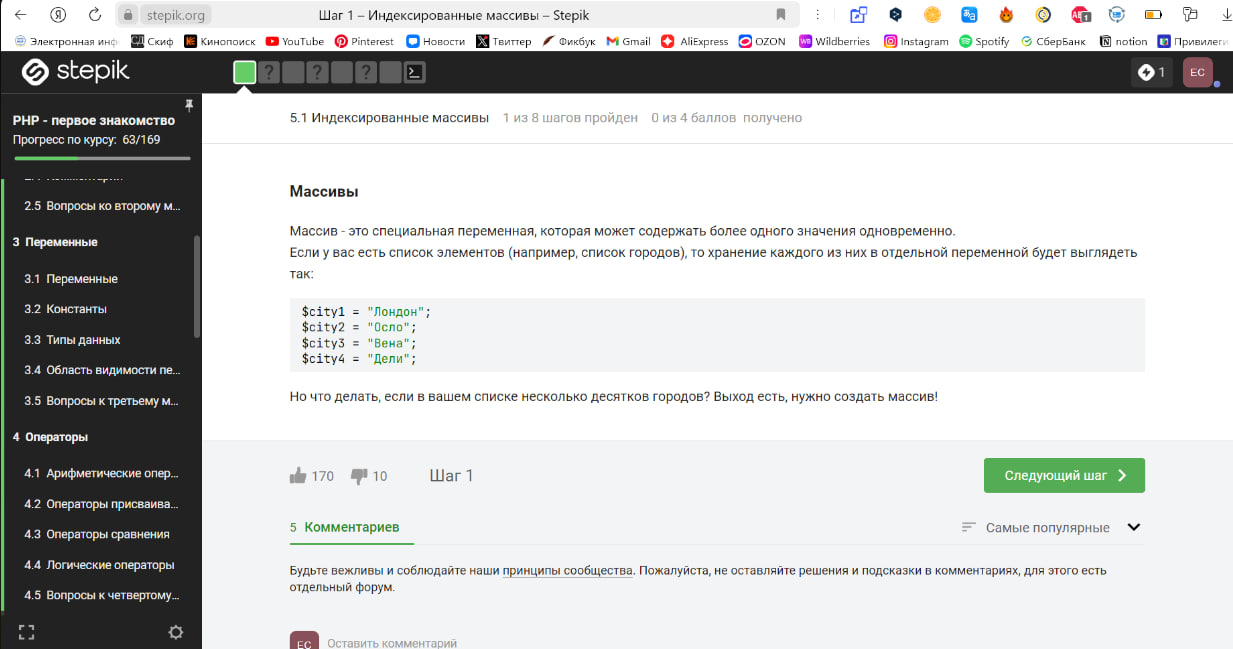 stepik.org
Шаг 1 – Индексированные массивы – Stepik
Электронная инф
Скиф
Кинопоиск
YouTube
Pinterest
Новости
Твиттер
Фикбук
Gmail
AliExpress
OZON
Wildberries
Instagram
Spotify
СберБанк
notion
Привилеги
stepik
? ? ?
1
EC
PHP - первое знакомство
Прогресс по курсу: 63/169
2.5 Вопросы ко второму м...
3 Переменные
3.1 Переменные
3.2 Константы
3.3 Типы данных
3.4 Область видимости пе...
3.5 Вопросы к третьему м...
4 Операторы
4.1 Арифметические опер...
4.2 Операторы присваива...
4.3 Операторы сравнения
4.4 Логические операторы
4.5 Вопросы к четвертому...
5.1 Индексированные массивы 1 из 8 шагов пройден 0 из 4 баллов получено
Массивы
Массив - это специальная переменная, которая может содержать более одного значения одновременно.
Если у вас есть список элементов (например, список городов), то хранение каждого из них в отдельной переменной будет выглядеть
так:
$city1 = "Лондон";
$city2 = "Осло";
$city3 = "Вена";
$city4 = "Дели";
Но что делать, если в вашем списке несколько десятков городов? Выход есть, нужно создать массив!
170 10 Шаг 1
Следующий шаг
5 Комментариев
Самые популярные
Будьте вежливы и соблюдайте наши принципы сообщества. Пожалуйста, не оставляйте решения и подсказки в комментариях, для этого есть
отдельный форум.
EC Оставить комментарий